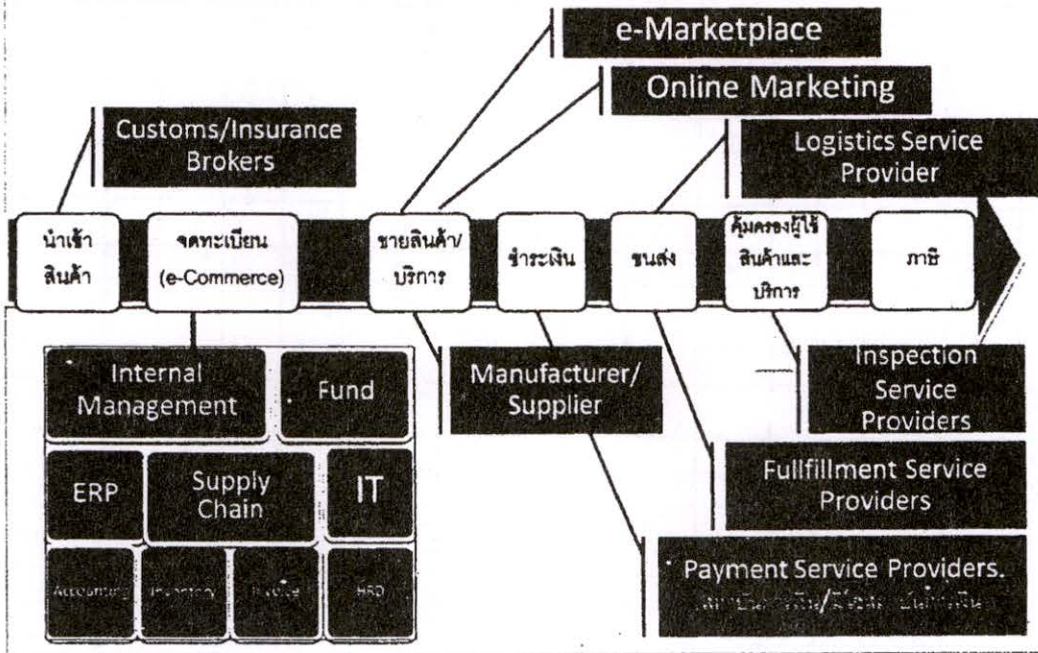 e-Marketplace
Online Marketing
Customs/Insurance
Brokers
Logistics Service
Provider
นำเข้า
สินค้า
จดทะเบียน
(e-Commerce)
ขายสินค้า/
บริการ
ชำระเงิน
ขนส่ง
คุ้มครองผู้ใช้
สินค้าและ
บริการ
ภาษี
Internal
Management
Fund
Manufacturer/
Supplier
Inspection
Service
Providers
ERP
Supply
Chain
IT
Fullfillment Service
Providers
Accounting
Inventory
Invoice
HRD
Payment Service Providers.